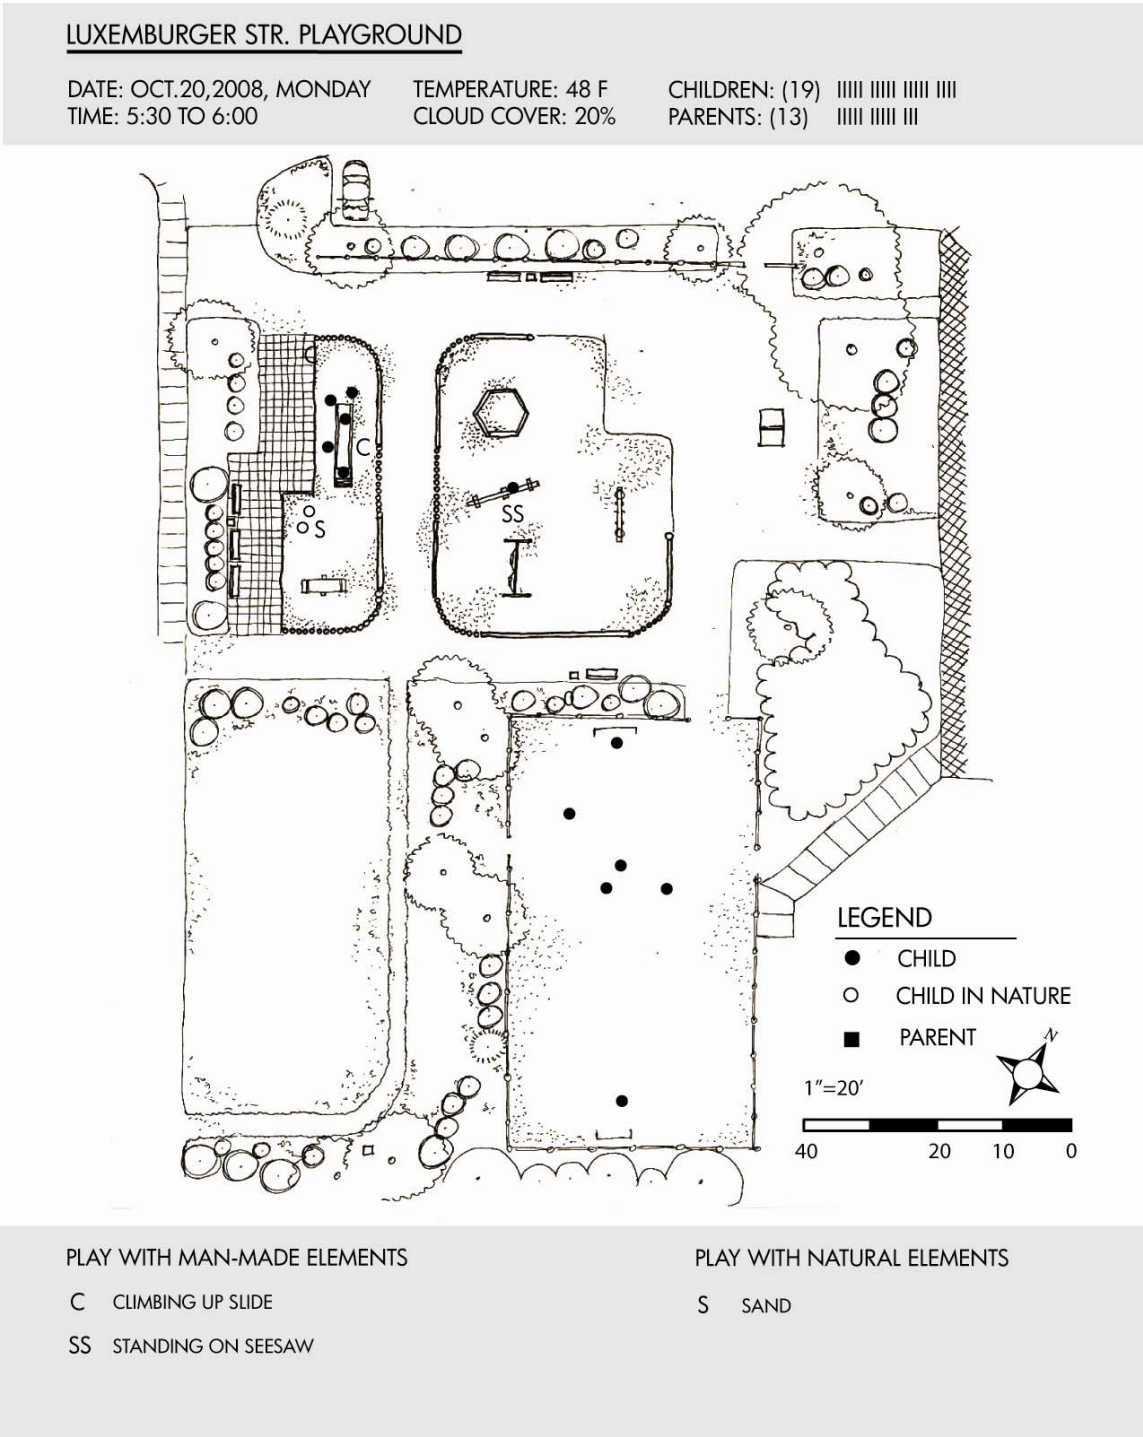 LUXEMBURGER STR. PLAYGROUND
DATE: OCT.20,2008, MONDAY
TIME: 5:30 TO 6:00
TEMPERATURE: 48 F
CLOUD COVER: 20%
CHILDREN: (19) IIIII IIIII IIIII IIII
PARENTS: (13) IIIII IIIII III
C
S
SS
LEGEND
CHILD
CHILD IN NATURE
PARENT
N
1"=20'
40 20 10 0
PLAY WITH MAN-MADE ELEMENTS
C CLIMBING UP SLIDE
SS STANDING ON SEESAW
PLAY WITH NATURAL ELEMENTS
S SAND